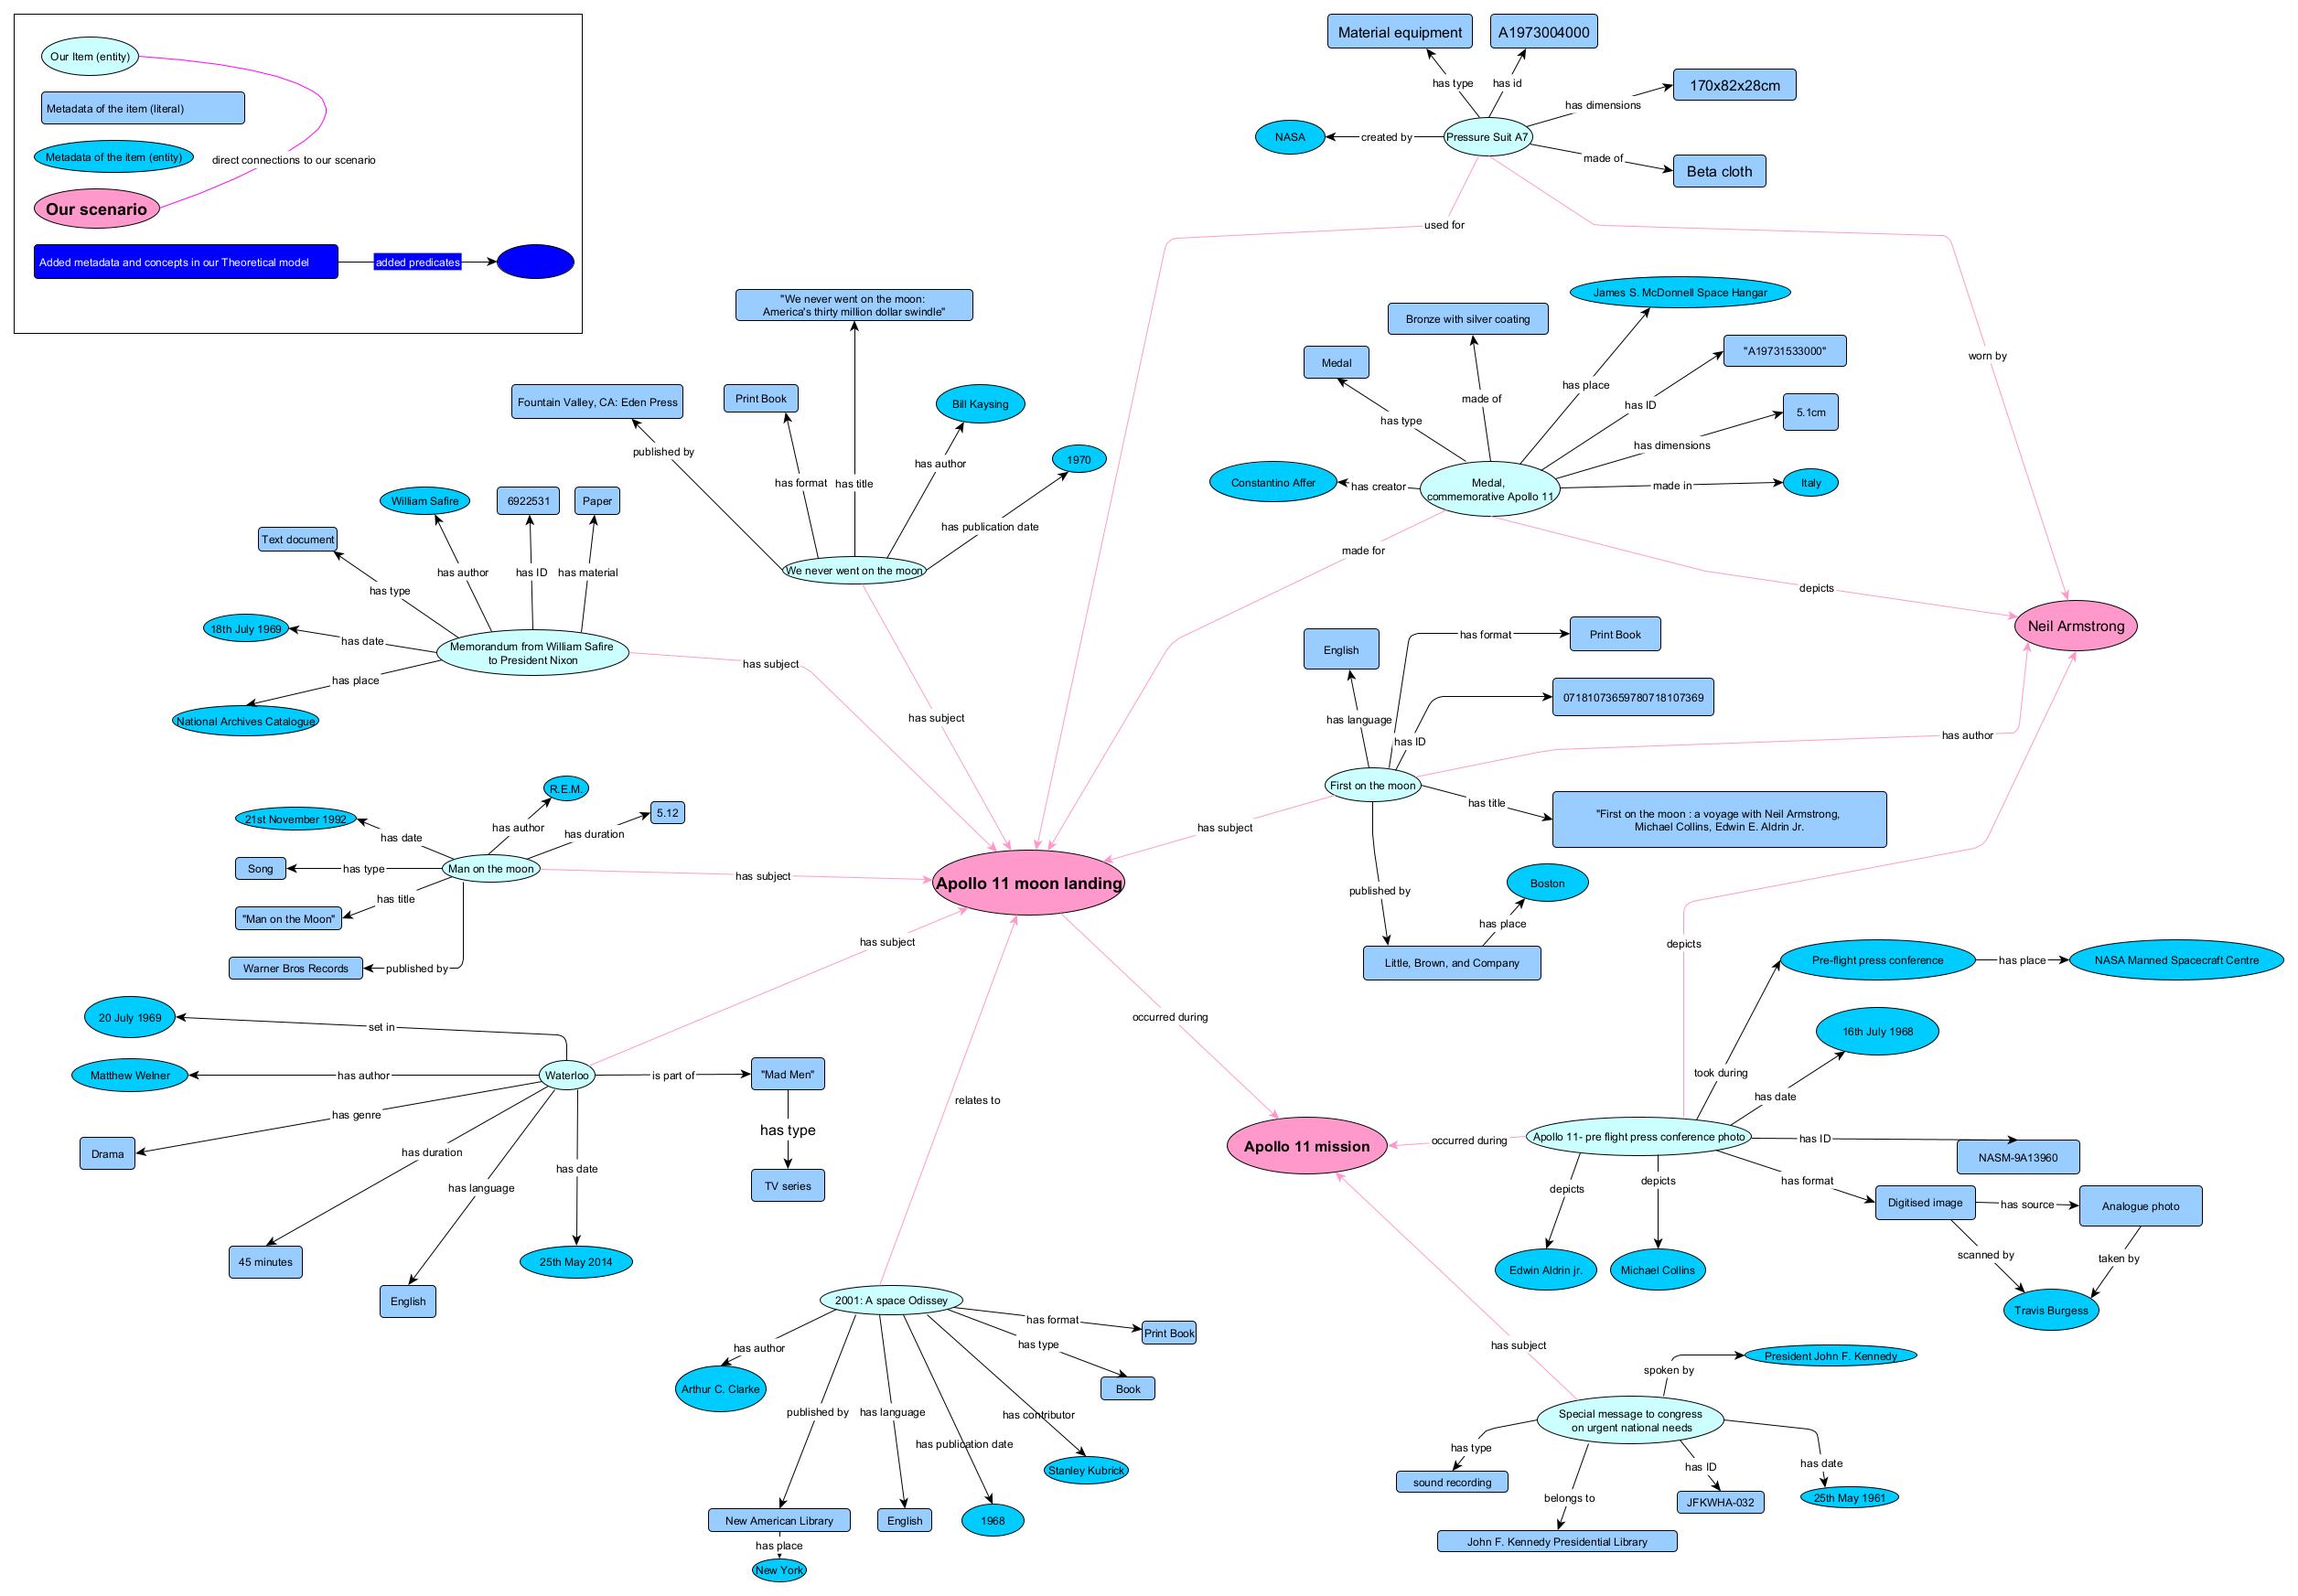 Our Item (entity)
Metadata of the item (literal)
Metadata of the item (entity)
direct connections to our scenario
Our scenario
Added metadata and concepts in our Theoretical model
added predicates
Material equipment
A1973004000
has type
has id
170x82x28cm
has dimensions
NASA
created by
Pressure Suit A7
made of
Beta cloth
used for
worn by
James S. McDonnell Space Hangar
Bronze with silver coating
Medal
"A19731533000"
has place
made of
has ID
has type
5.1cm
has dimensions
Constantino Affer
has creator
Medal,
commemorative Apollo 11
made in
Italy
made for
depicts
Neil Armstrong
"We never went on the moon:
America's thirty million dollar swindle"
Fountain Valley, CA: Eden Press
Print Book
Bill Kaysing
published by
has format
has title
has author
1970
has publication date
We never went on the moon
has subject
William Safire
6922531
Paper
Text document
has author
has ID
has material
has type
18th July 1969
has date
Memorandum from William Safire
to President Nixon
has place
National Archives Catalogue
has subject
English
has format
Print Book
07181073659780718107369
has language
has ID
has author
First on the moon
has title
"First on the moon : a voyage with Neil Armstrong,
Michael Collins, Edwin E. Aldrin Jr.
has subject
published by
Boston
has place
Little, Brown, and Company
R.E.M.
21st November 1992
5.12
has date
has author
has duration
Song
has type
Man on the moon
has title
"Man on the Moon"
Warner Bros Records
published by
has subject
Apollo 11 moon landing
has subject
20 July 1969
set in
Matthew Welner
has author
Waterloo
is part of
"Mad Men"
has genre
has type
Drama
has duration
has date
has language
TV series
45 minutes
25th May 2014
English
relates to
occurred during
Apollo 11 mission
occurred during
depicts
Pre-flight press conference
has place
NASA Manned Spacecraft Centre
16th July 1968
took during
has date
Apollo 11- pre flight press conference photo
has ID
NASM-9A13960
depicts
depicts
has format
Digitised image
has source
Analogue photo
scanned by
taken by
Edwin Aldrin jr.
Michael Collins
Travis Burgess
2001: A space Odissey
has format
Print Book
has author
has type
Arthur C. Clarke
Book
published by
has language
has contributor
has publication date
Stanley Kubrick
New American Library
English
1968
has place
New York
has subject
President John F. Kennedy
spoken by
Special message to congress
on urgent national needs
has type
has ID
has date
sound recording
belongs to
JFKWHA-032
25th May 1961
John F. Kennedy Presidential Library